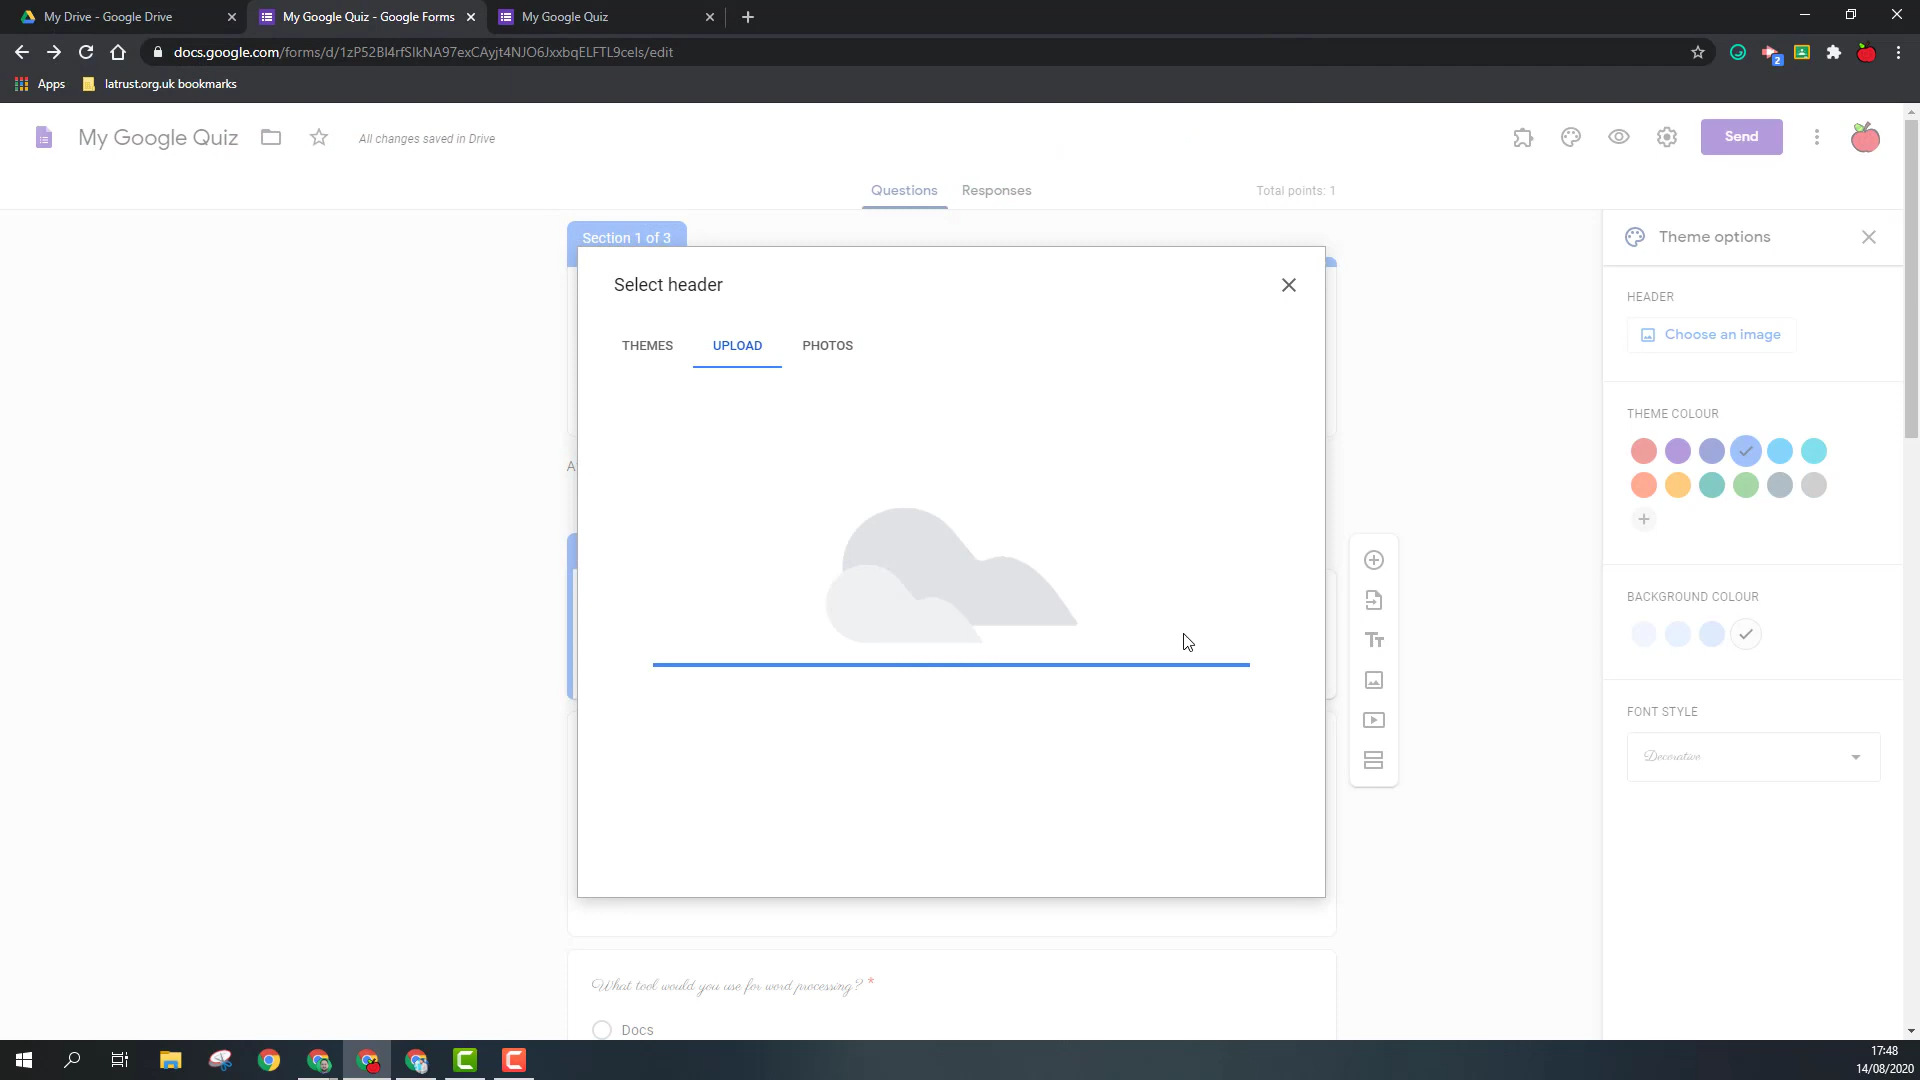 My Drive - Google Drive
My Google Quiz - Google Forms
My Google Quiz
docs.google.com/forms/d/1zP52Bl4rfSIkNA97exCAyjt4NJO6JxxbqELFTL9cels/edit
2
Apps
latrust.org.uk bookmarks
My Google Quiz
All changes saved in Drive
Send
Questions
Responses
Total points: 1
Section 1 of 3
Theme options
Select header
HEADER
Choose an image
THEMES
UPLOAD
PHOTOS
THEME COLOUR
A
BACKGROUND COLOUR
Tt
FONT STYLE
Decorative
What tool would you use for word processing? *
Docs
17:48
14/08/2020